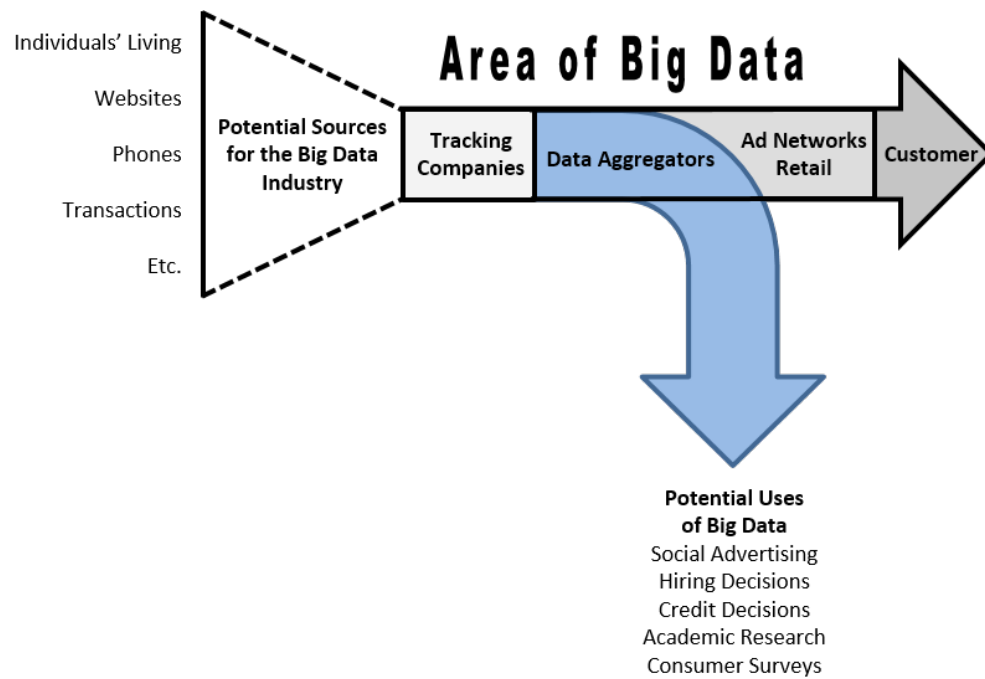 Area of Big Data
Individuals' Living
Websites
Phones
Transactions
Etc.
Potential Sources
for the Big Data
Industry
Tracking
Companies
Data Aggregators
Ad Networks
Retail
Customer
Potential Uses
of Big Data
Social Advertising
Hiring Decisions
Credit Decisions
Academic Research
Consumer Surveys